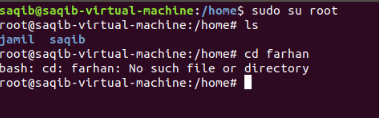 saqib@saqib-virtual-machine:/home$ sudo su root
root@saqib-virtual-machine:/home# ls
jamil  saqib
root@saqib-virtual-machine:/home# cd farhan
bash: cd: farhan: No such file or directory
root@saqib-virtual-machine:/home#